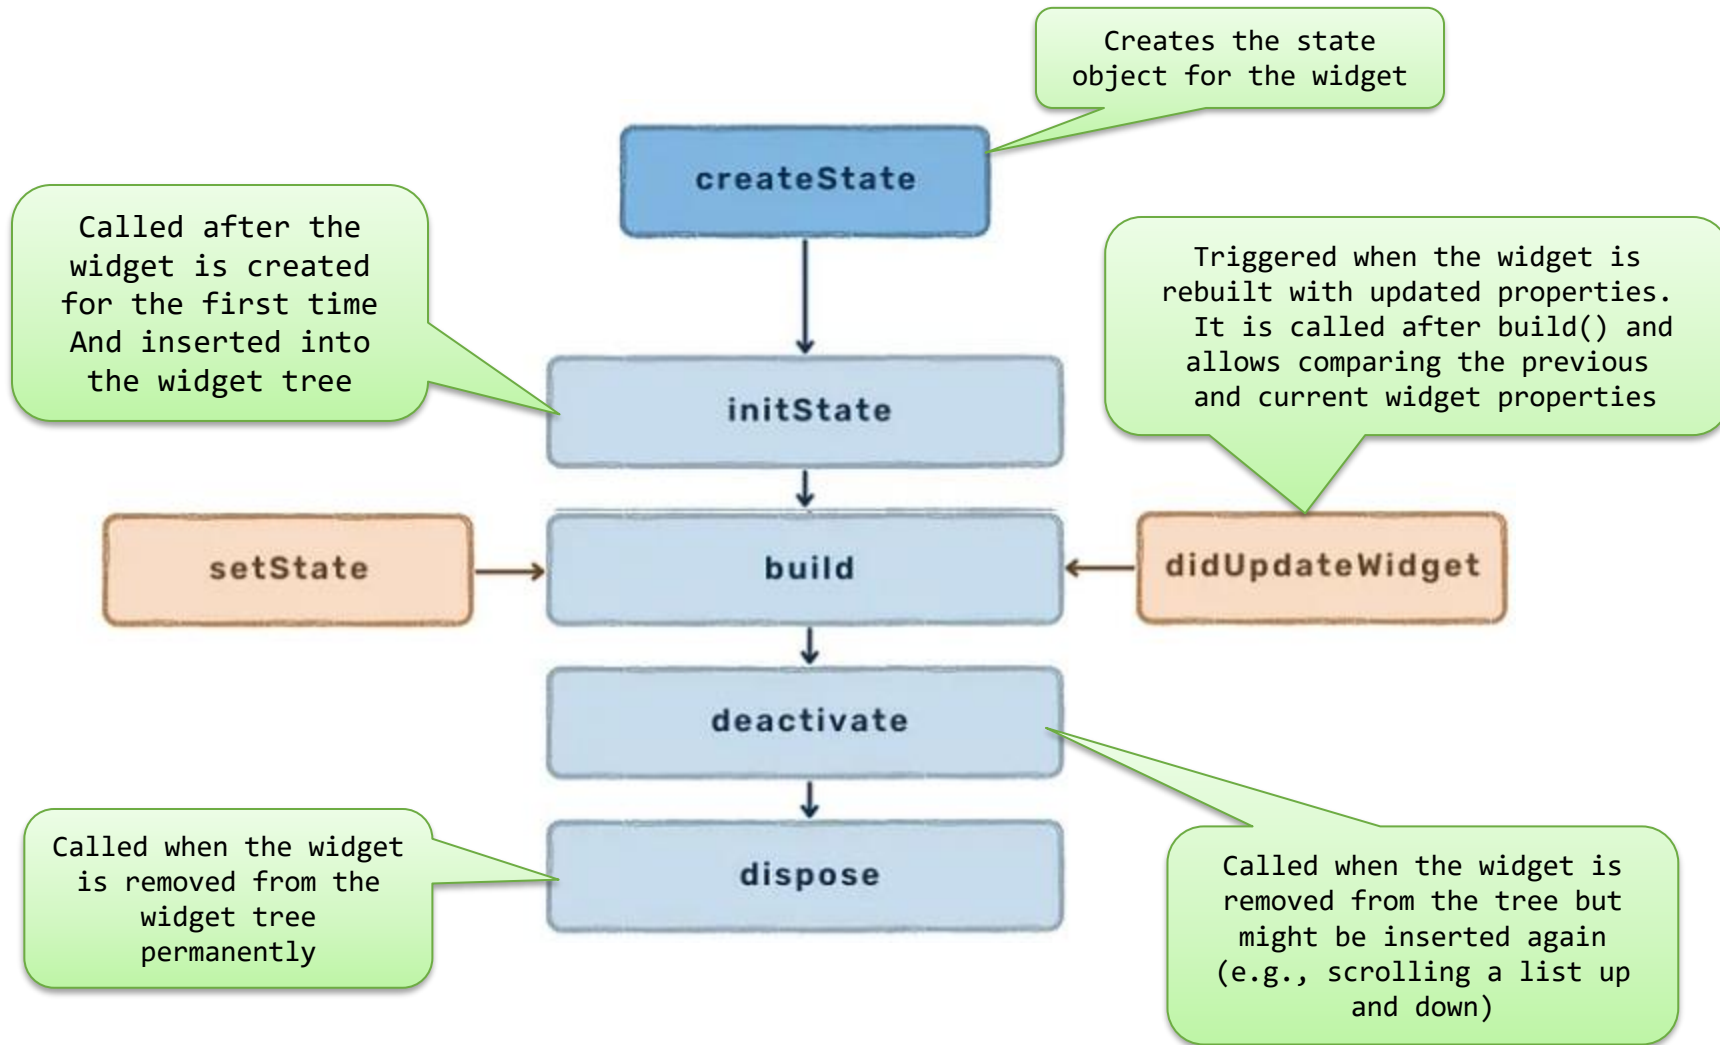 Creates the state
object for the widget
createState
Called after the
widget is created
for the first time
And inserted into
the widget tree
Triggered when the widget is
rebuilt with updated properties.
It is called after build() and
allows comparing the previous
and current widget properties
initState
setState
build
didUpdateWidget
deactivate
Called when the widget
is removed from the
widget tree
permanently
dispose
Called when the widget is
removed from the tree but
might be inserted again
(e.g., scrolling a list up
and down)